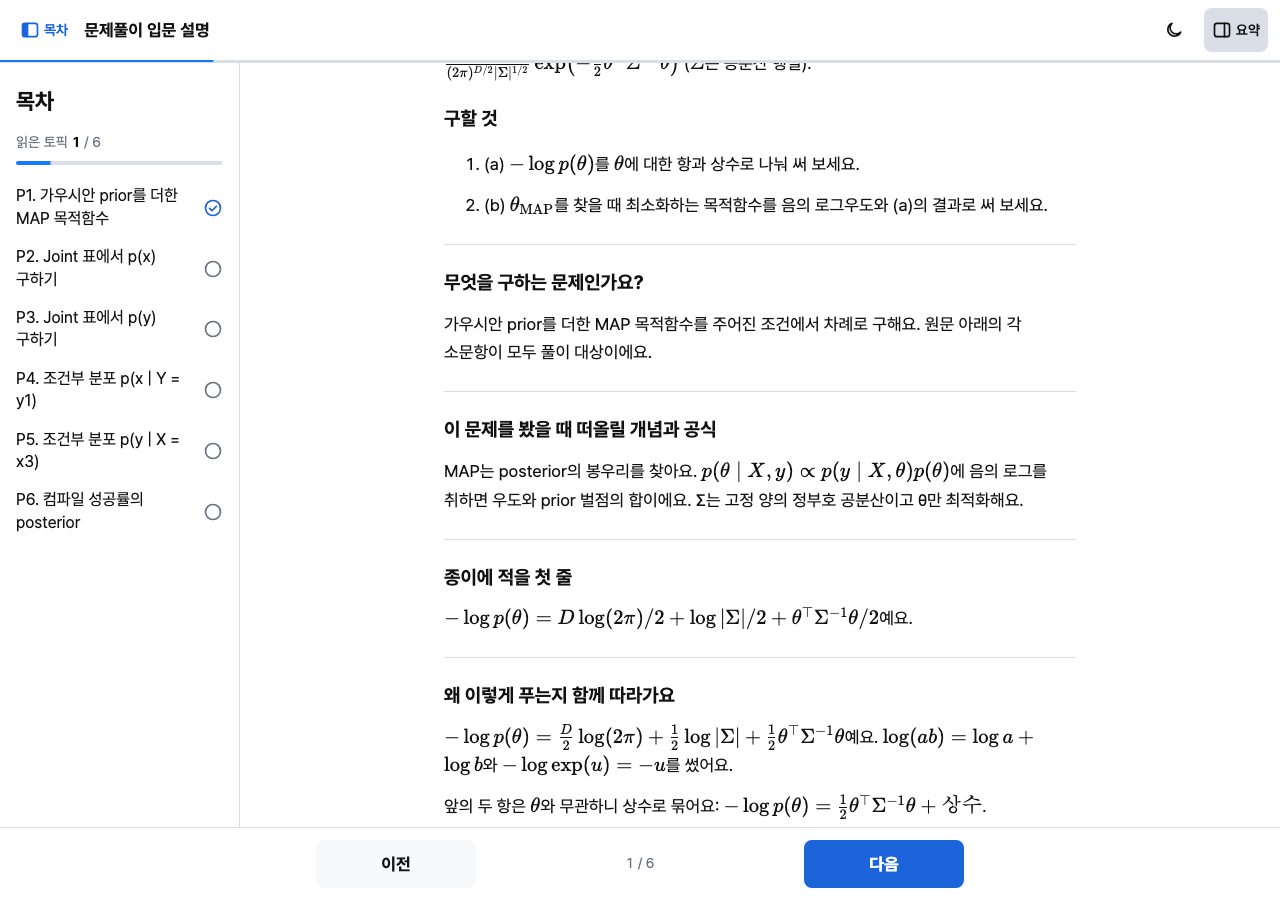 목차 문제풀이 입문 설명 요약
목차
읽은 토픽 1 / 6
P1. 가우시안 prior를 더한
MAP 목적함수
P2. Joint 표에서 p(x)
구하기
P3. Joint 표에서 p(y)
구하기
P4. 조건부 분포 p(x | Y =
y1)
P5. 조건부 분포 p(y | X =
x3)
P6. 컴파일 성공률의
posterior
(2π)^{D/2}|Σ|^{1/2}
구할 것
1. (a) − log p(θ)를 θ에 대한 항과 상수로 나눠 써 보세요.
2. (b) θ_MAP를 찾을 때 최소화하는 목적함수를 음의 로그우도와 (a)의 결과로 써 보세요.
무엇을 구하는 문제인가요?
가우시안 prior를 더한 MAP 목적함수를 주어진 조건에서 차례로 구해요. 원문 아래의 각
소문항이 모두 풀이 대상이에요.
이 문제를 봤을 때 떠올릴 개념과 공식
MAP는 posterior의 봉우리를 찾아요. p(θ | X, y) ∝ p(y | X, θ)p(θ)에 음의 로그를
취하면 우도와 prior 벌점의 합이에요. Σ는 고정 양의 정부호 공분산이고 θ만 최적화해요.
종이에 적을 첫 줄
− log p(θ) = D log(2π)/2 + log |Σ|/2 + θ^⊤Σ^{−1}θ/2예요.
왜 이렇게 푸는지 함께 따라가요
− log p(θ) = D/2 log(2π) + 1/2 log |Σ| + 1/2 θ^⊤Σ^{−1}θ예요. log(ab) = log a +
log b와 − log exp(u) = −u를 썼어요.
앞의 두 항은 θ와 무관하니 상수로 묶어요: − log p(θ) = 1/2 θ^⊤Σ^{−1}θ + 상수.
이전 1 / 6 다음